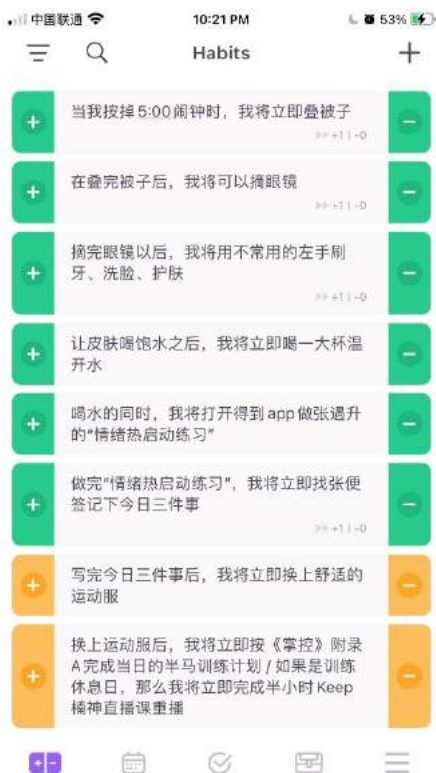 中国联通
10:21 PM
53%
Habits
当我按掉5:00闹钟时，我将立即叠被子
+1 | -0
在叠完被子后，我将可以摘眼镜
+1 | -0
摘完眼镜以后，我将用不常用的左手刷
牙、洗脸、护肤
+1 | -0
让皮肤喝饱水之后，我将立即喝一大杯温
开水
喝水的同时，我将打开得到app做张遇升
的“情绪热启动练习”
做完“情绪热启动练习”，我将立即找张便
签记下今日三件事
+1 | -0
写完今日三件事后，我将立即换上舒适的
运动服
换上运动服后，我将立即按《掌控》附录
A完成当日的半马训练计划 / 如果是训练
休息日，那么我将立即完成半小时Keep
楠神直播课重播